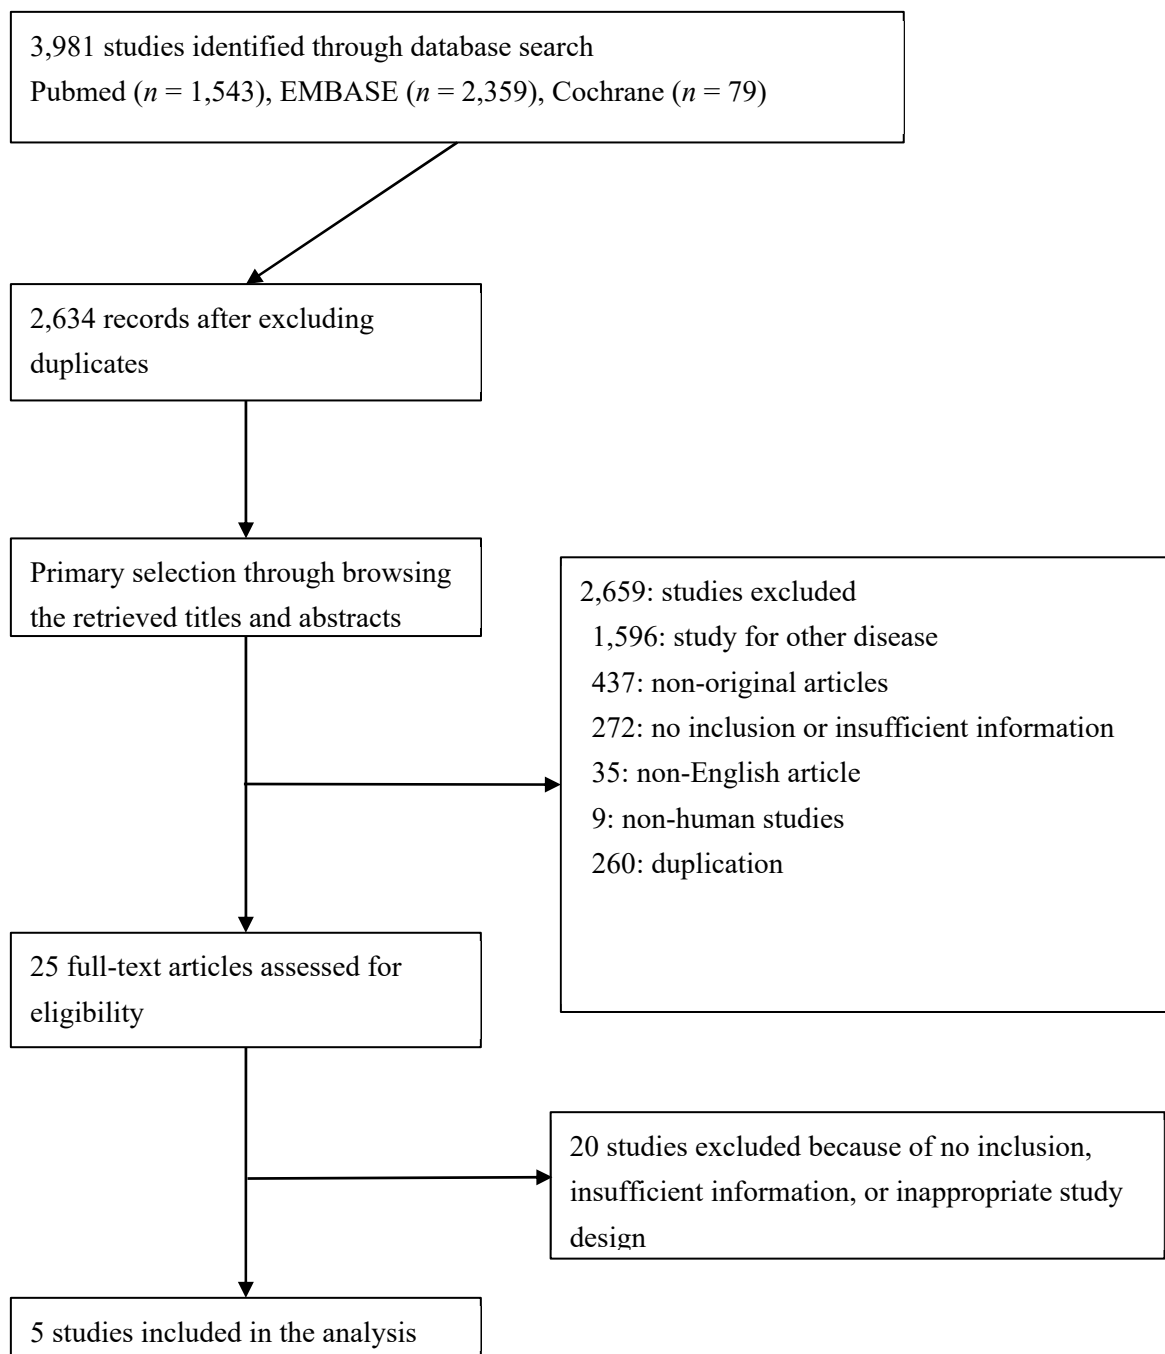 3,981 studies identified through database search
Pubmed (n = 1,543), EMBASE (n = 2,359), Cochrane (n = 79)
2,634 records after excluding
duplicates
Primary selection through browsing
the retrieved titles and abstracts
2,659: studies excluded
1,596: study for other disease
437: non-original articles
272: no inclusion or insufficient information
35: non-English article
9: non-human studies
260: duplication
25 full-text articles assessed for
eligibility
20 studies excluded because of no inclusion,
insufficient information, or inappropriate study
design
5 studies included in the analysis